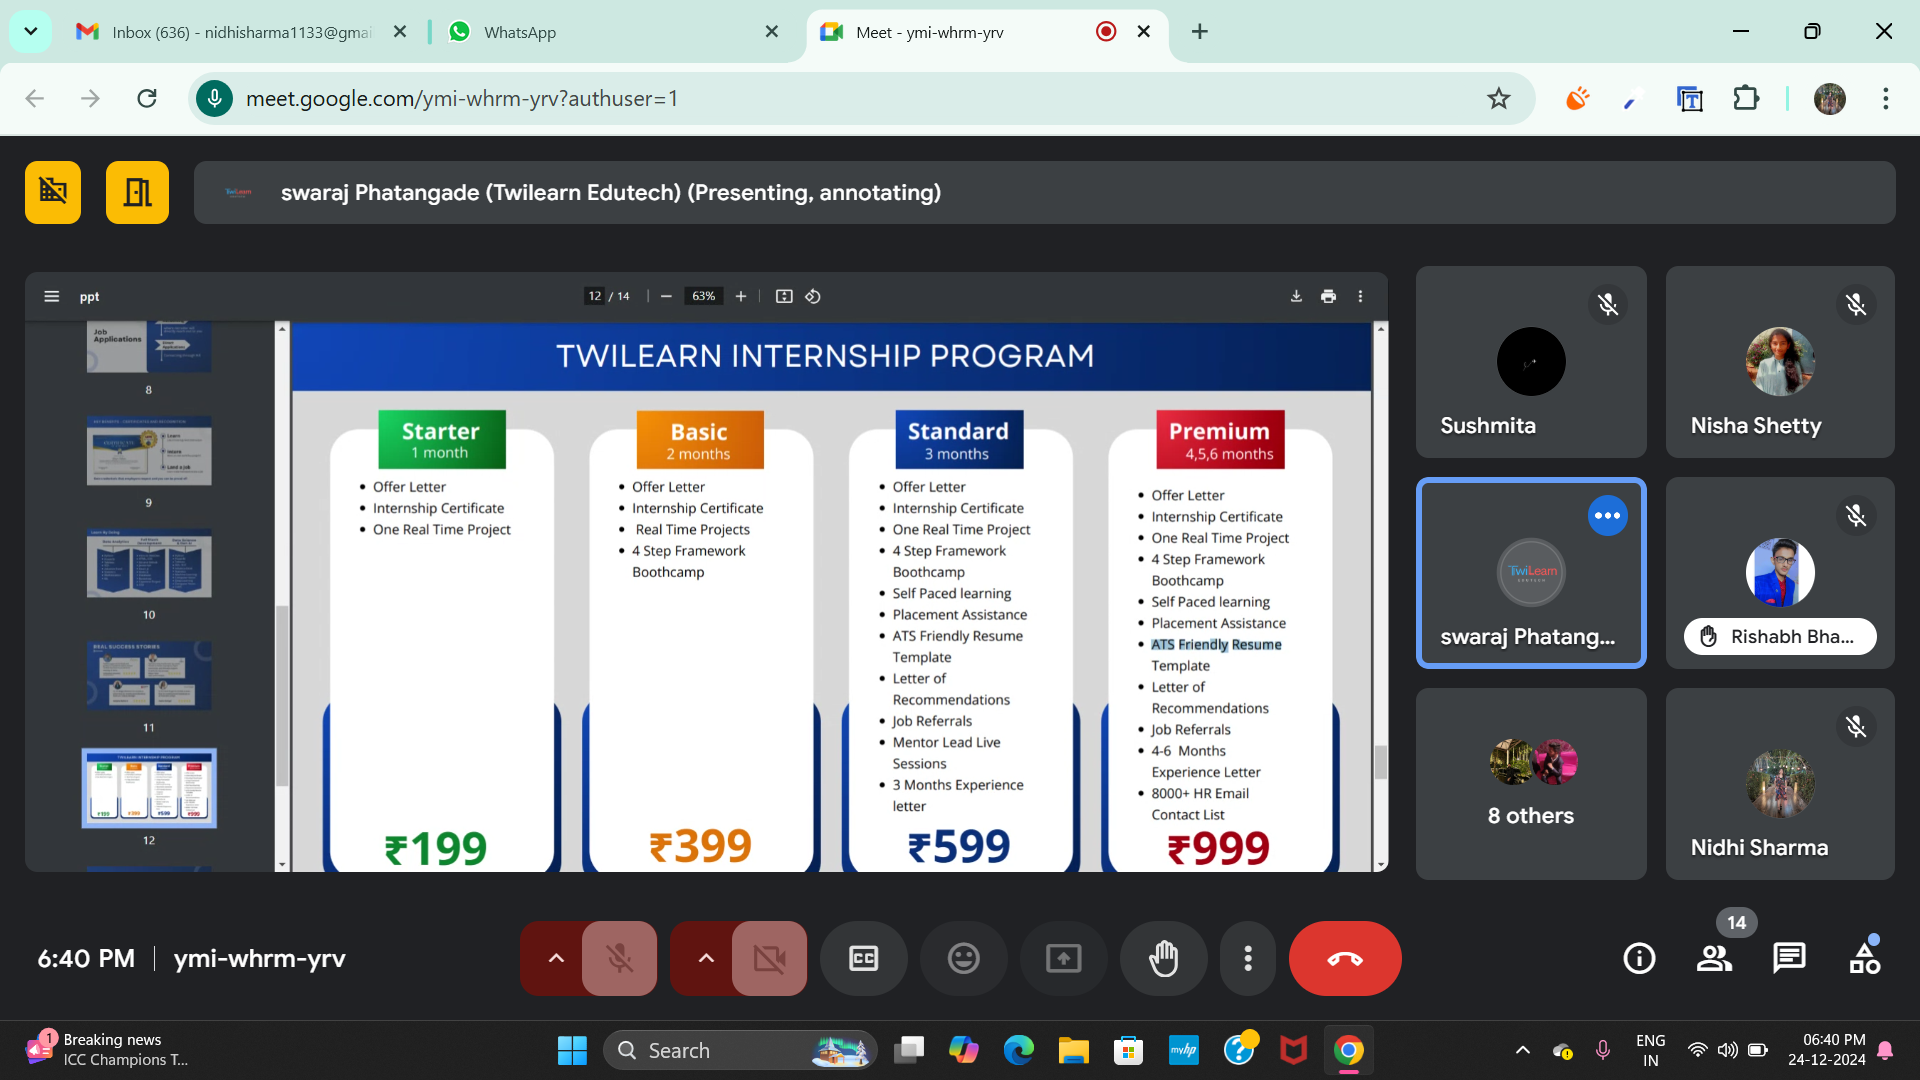 Inbox (636) - nidhisharma1133@gmai
WhatsApp
Meet - ymi-whrm-yrv
meet.google.com/ymi-whrm-yrv?authuser=1
TwiLearn
swaraj Phatangade (Twilearn Edutech) (Presenting, annotating)
ppt
12 / 14
63%
Job
Applications
8
9
10
REAL SUCCESS STORIES
11
12
TWILEARN INTERNSHIP PROGRAM
Starter
1 month
• Offer Letter
• Internship Certificate
• One Real Time Project
₹199
Basic
2 months
• Offer Letter
• Internship Certificate
• Real Time Projects
• 4 Step Framework
Boothcamp
₹399
Standard
3 months
• Offer Letter
• Internship Certificate
• One Real Time Project
• 4 Step Framework
Boothcamp
• Self Paced learning
• Placement Assistance
• ATS Friendly Resume
Template
• Letter of
Recommendations
• Job Referrals
• Mentor Lead Live
Sessions
• 3 Months Experience
letter
₹599
Premium
4,5,6 months
• Offer Letter
• Internship Certificate
• One Real Time Project
• 4 Step Framework
Boothcamp
• Self Paced learning
• Placement Assistance
• ATS Friendly Resume
Template
• Letter of
Recommendations
• Job Referrals
• 4-6 Months
Experience Letter
• 8000+ HR Email
Contact List
₹999
Sushmita
Nisha Shetty
TwiLearn
EDUTECH
swaraj Phatang...
Rishabh Bha...
8 others
Nidhi Sharma
6:40 PM
ymi-whrm-yrv
CC
14
1
Breaking news
ICC Champions T...
Search
myhp
ENG
IN
06:40 PM
24-12-2024